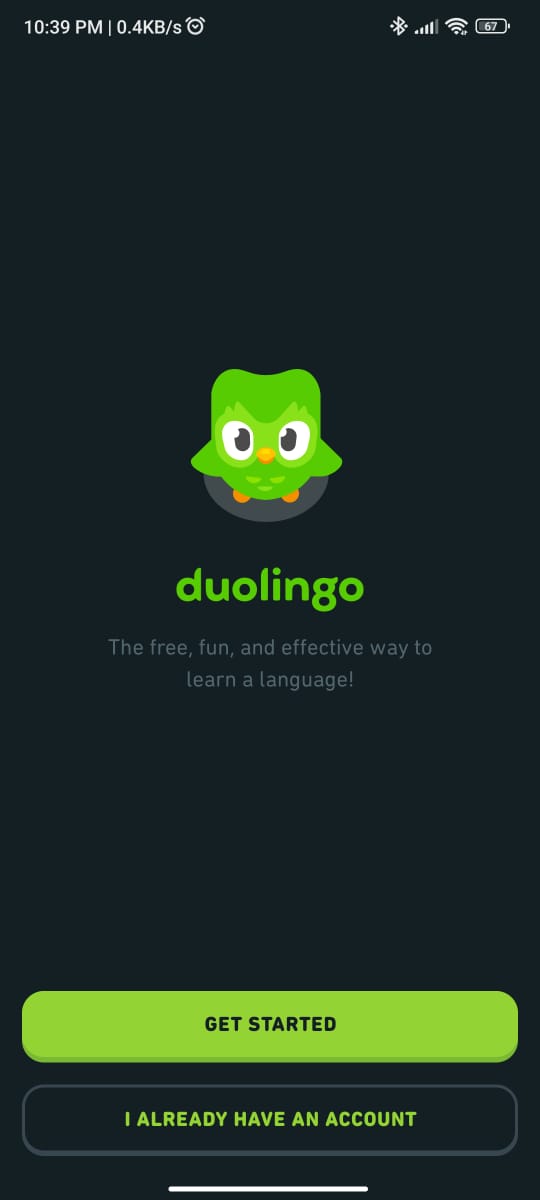 10:39 PM | 0.4KB/s
67
duolingo
The free, fun, and effective way to
learn a language!
GET STARTED
I ALREADY HAVE AN ACCOUNT